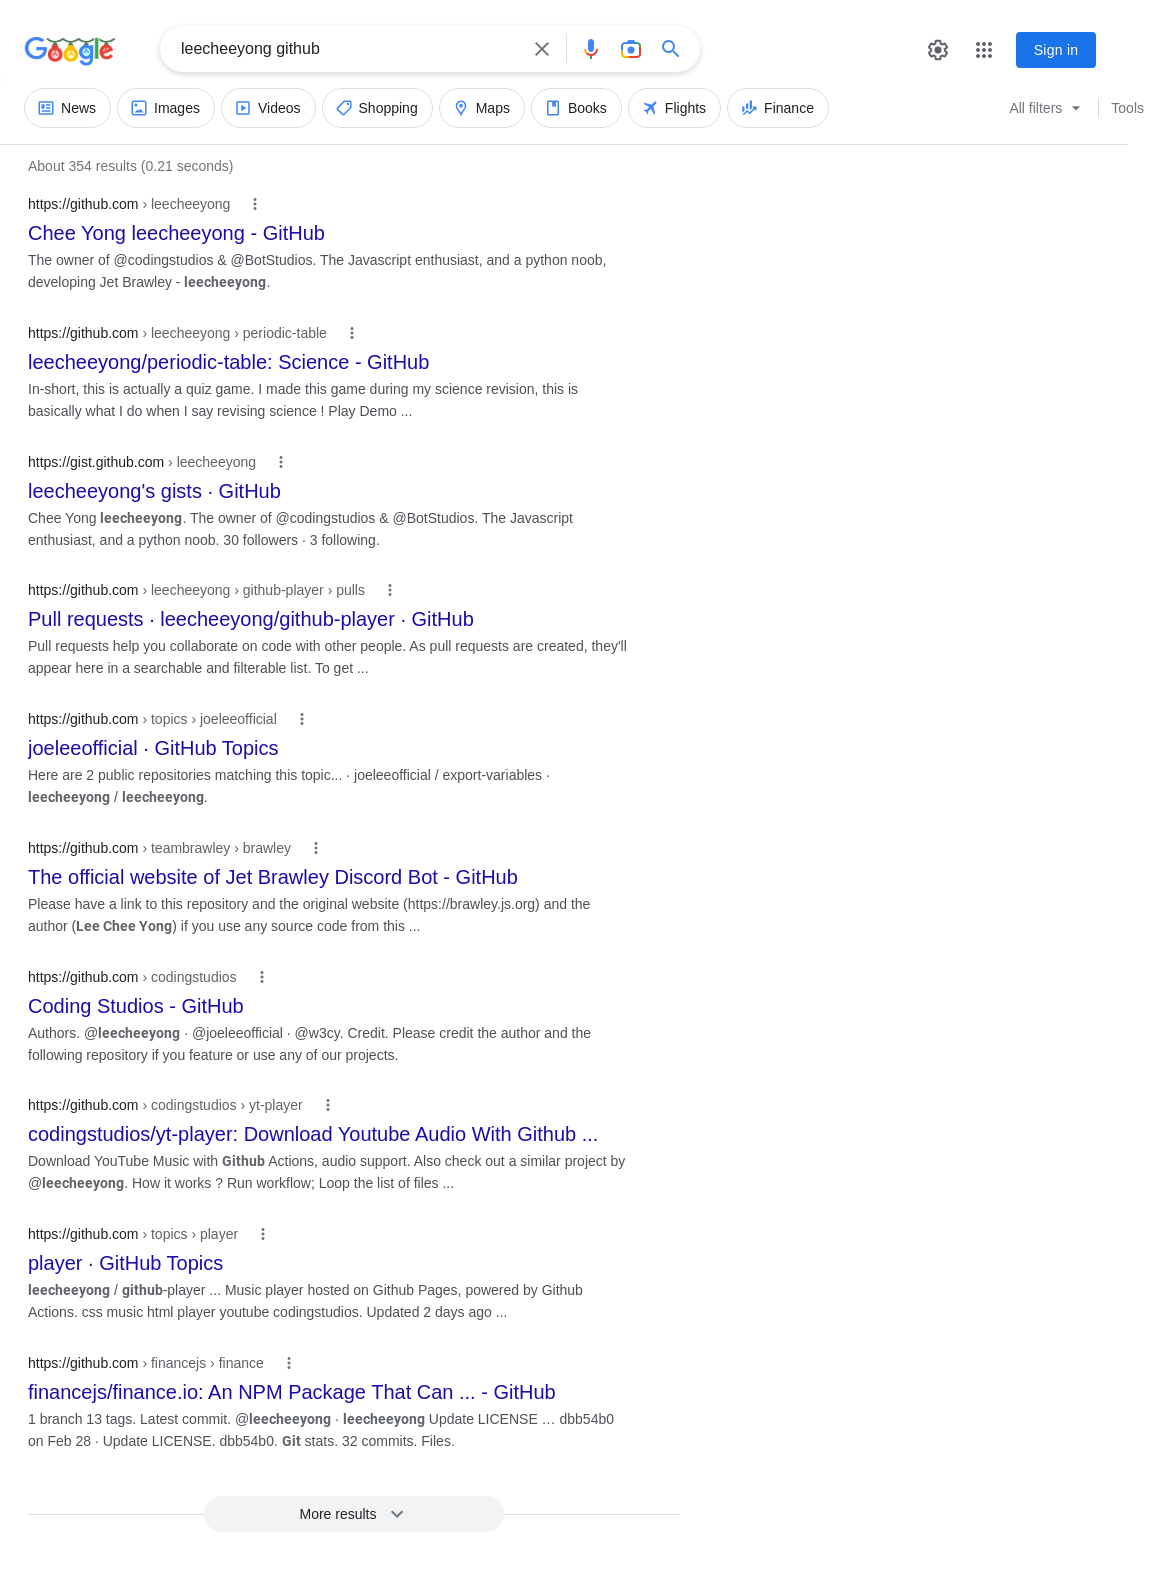 Google
leecheeyong github
Sign in
News
Images
Videos
Shopping
Maps
Books
Flights
Finance
All filters
Tools
About 354 results (0.21 seconds)
https://github.com › leecheeyong
Chee Yong leecheeyong - GitHub
The owner of @codingstudios & @BotStudios. The Javascript enthusiast, and a python noob,
developing Jet Brawley - leecheeyong.
https://github.com › leecheeyong › periodic-table
leecheeyong/periodic-table: Science - GitHub
In-short, this is actually a quiz game. I made this game during my science revision, this is
basically what I do when I say revising science ! Play Demo ...
https://gist.github.com › leecheeyong
leecheeyong's gists · GitHub
Chee Yong leecheeyong. The owner of @codingstudios & @BotStudios. The Javascript
enthusiast, and a python noob. 30 followers · 3 following.
https://github.com › leecheeyong › github-player › pulls
Pull requests · leecheeyong/github-player · GitHub
Pull requests help you collaborate on code with other people. As pull requests are created, they'll
appear here in a searchable and filterable list. To get ...
https://github.com › topics › joeleeofficial
joeleeofficial · GitHub Topics
Here are 2 public repositories matching this topic... · joeleeofficial / export-variables ·
leecheeyong / leecheeyong.
https://github.com › teambrawley › brawley
The official website of Jet Brawley Discord Bot - GitHub
Please have a link to this repository and the original website (https://brawley.js.org) and the
author (Lee Chee Yong) if you use any source code from this ...
https://github.com › codingstudios
Coding Studios - GitHub
Authors. @leecheeyong · @joeleeofficial · @w3cy. Credit. Please credit the author and the
following repository if you feature or use any of our projects.
https://github.com › codingstudios › yt-player
codingstudios/yt-player: Download Youtube Audio With Github ...
Download YouTube Music with Github Actions, audio support. Also check out a similar project by
@leecheeyong. How it works ? Run workflow; Loop the list of files ...
https://github.com › topics › player
player · GitHub Topics
leecheeyong / github-player ... Music player hosted on Github Pages, powered by Github
Actions. css music html player youtube codingstudios. Updated 2 days ago ...
https://github.com › financejs › finance
financejs/finance.io: An NPM Package That Can ... - GitHub
1 branch 13 tags. Latest commit. @leecheeyong · leecheeyong Update LICENSE … dbb54b0
on Feb 28 · Update LICENSE. dbb54b0. Git stats. 32 commits. Files.
More results